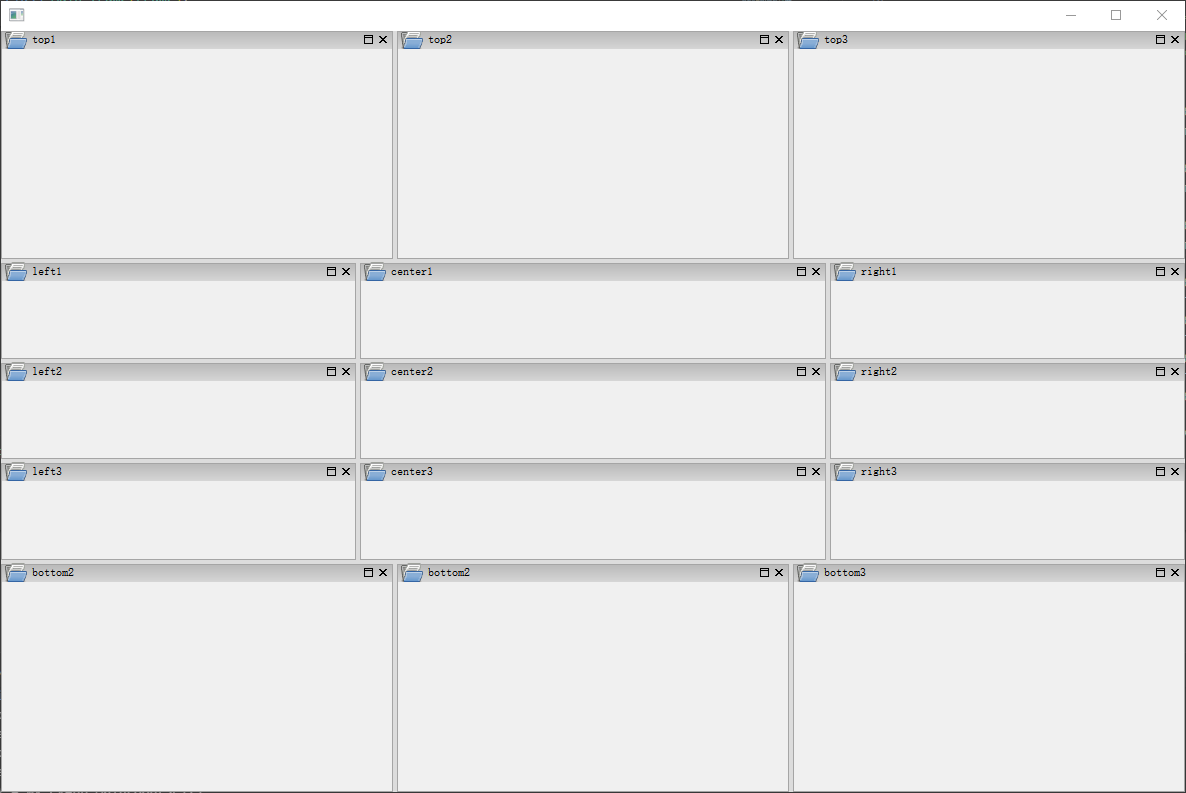 top1 top2 top3
left1 center1 right1
left2 center2 right2
left3 center3 right3
bottom2 bottom2 bottom3